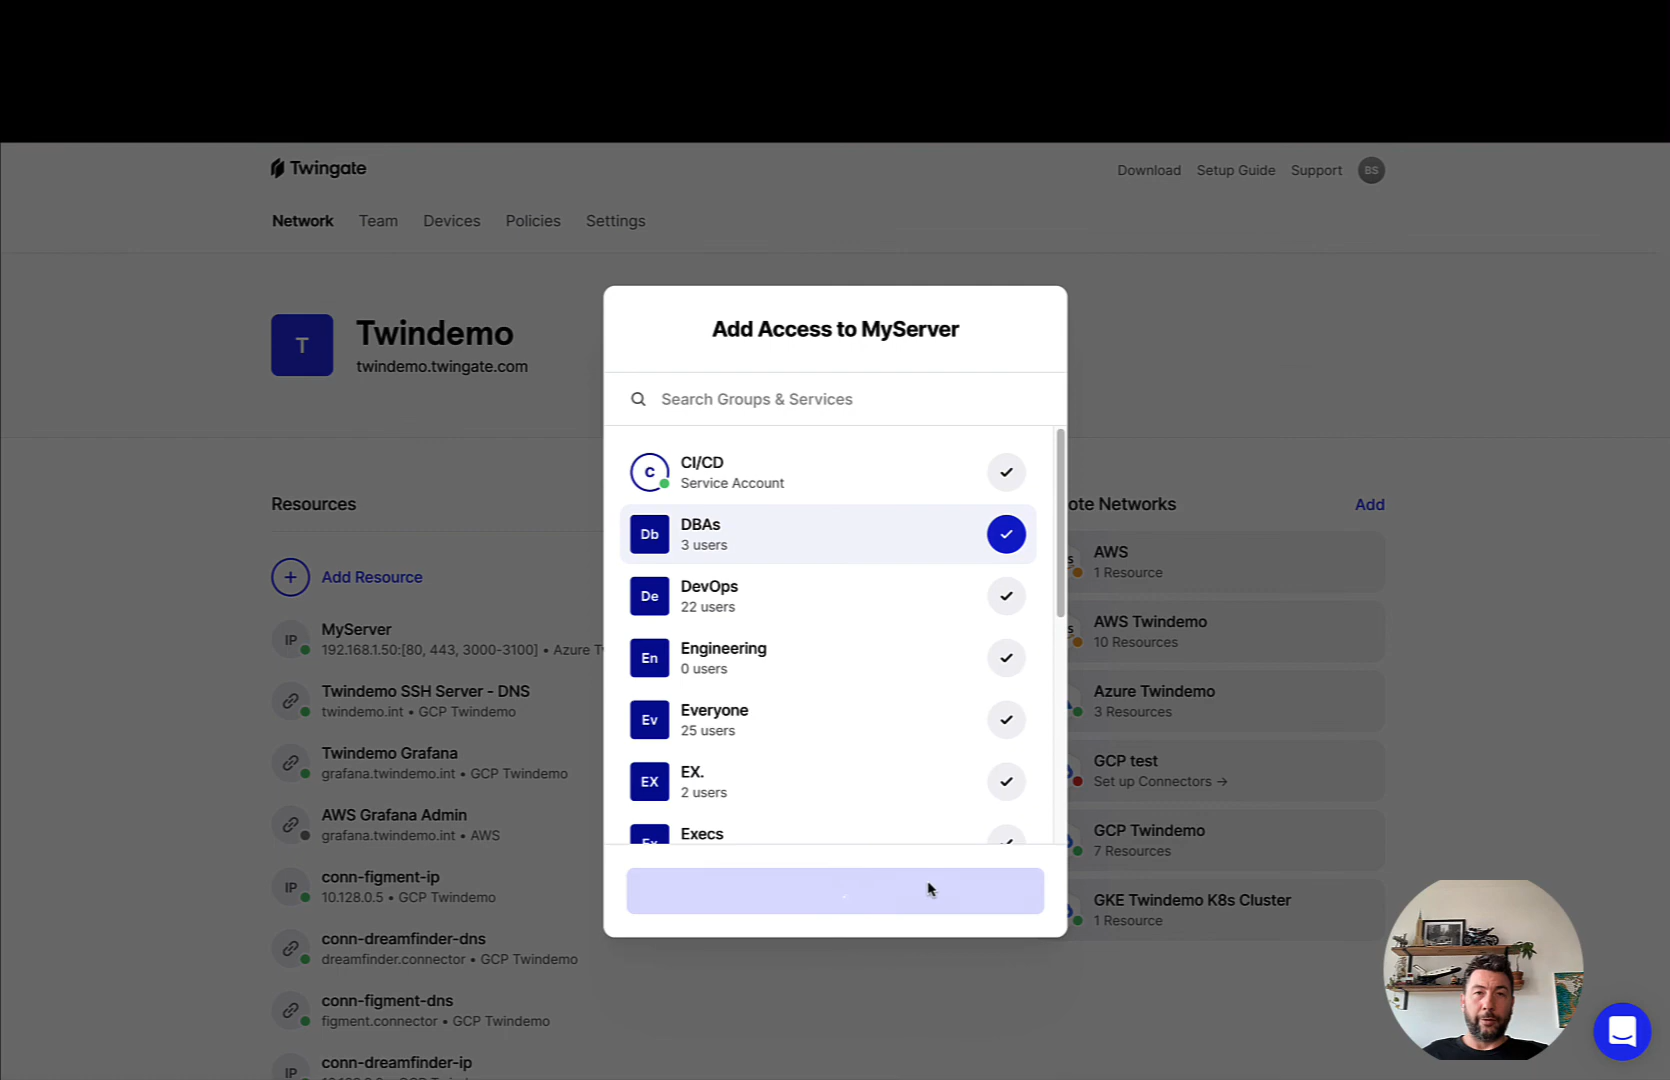 Twingate
Download Setup Guide Support BS
Network Team Devices Policies Settings
T
Twindemo
twindemo.twingate.com
Add Access to MyServer
Search Groups & Services
C
CI/CD
Service Account
Db
DBAs
3 users
De
DevOps
22 users
En
Engineering
0 users
Ev
Everyone
25 users
EX
EX.
2 users
Ex
Execs
Resources
Add Resource
IP
MyServer
192.168.1.50:[80, 443, 3000-3100] • Azure T
Twindemo SSH Server - DNS
twindemo.int • GCP Twindemo
Twindemo Grafana
grafana.twindemo.int • GCP Twindemo
AWS Grafana Admin
grafana.twindemo.int • AWS
IP
conn-figment-ip
10.128.0.5 • GCP Twindemo
conn-dreamfinder-dns
dreamfinder.connector • GCP Twindemo
conn-figment-dns
figment.connector • GCP Twindemo
IP
conn-dreamfinder-ip
ote Networks Add
AWS
1 Resource
AWS Twindemo
10 Resources
Azure Twindemo
3 Resources
GCP test
Set up Connectors →
GCP Twindemo
7 Resources
GKE Twindemo K8s Cluster
1 Resource